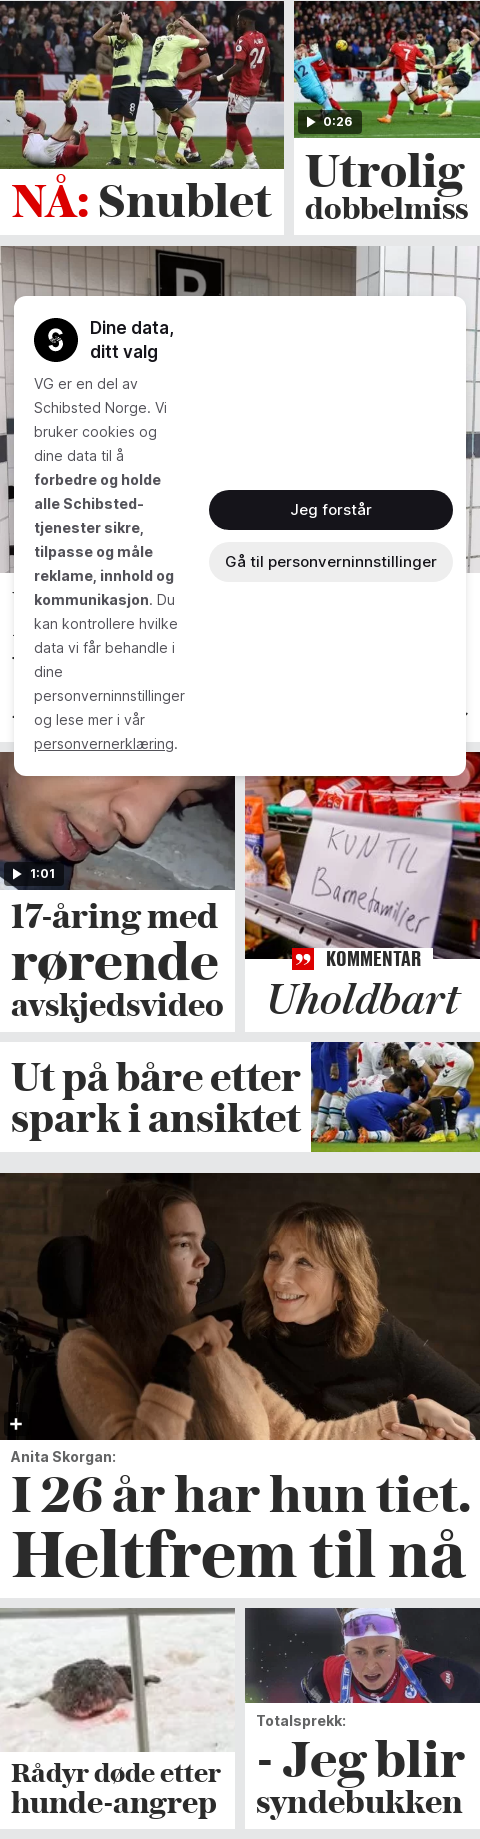 NÅ: Snublet
0:26
Utrolig
dobbelmiss
Dine data,
ditt valg
VG er en del av
Schibsted Norge. Vi
bruker cookies og
dine data til å
forbedre og holde
alle Schibsted-
tjenester sikre,
tilpasse og måle
reklame, innhold og
kommunikasjon. Du
kan kontrollere hvilke
data vi får behandle i
dine
personverninnstillinger
og lese mer i vår
personvernerklæring.
Jeg forstår
Gå til personverninnstillinger
1:01
17-åring med
rørende
avskjedsvideo
KUN TIL
Barnefamilier
KOMMENTAR
Uholdbart
Ut på båre etter
spark i ansiktet
Anita Skorgan:
I 26 år har hun tiet.
Heltfrem til nå
Rådyr døde etter
hunde-angrep
Totalsprekk:
- Jeg blir
syndebukken